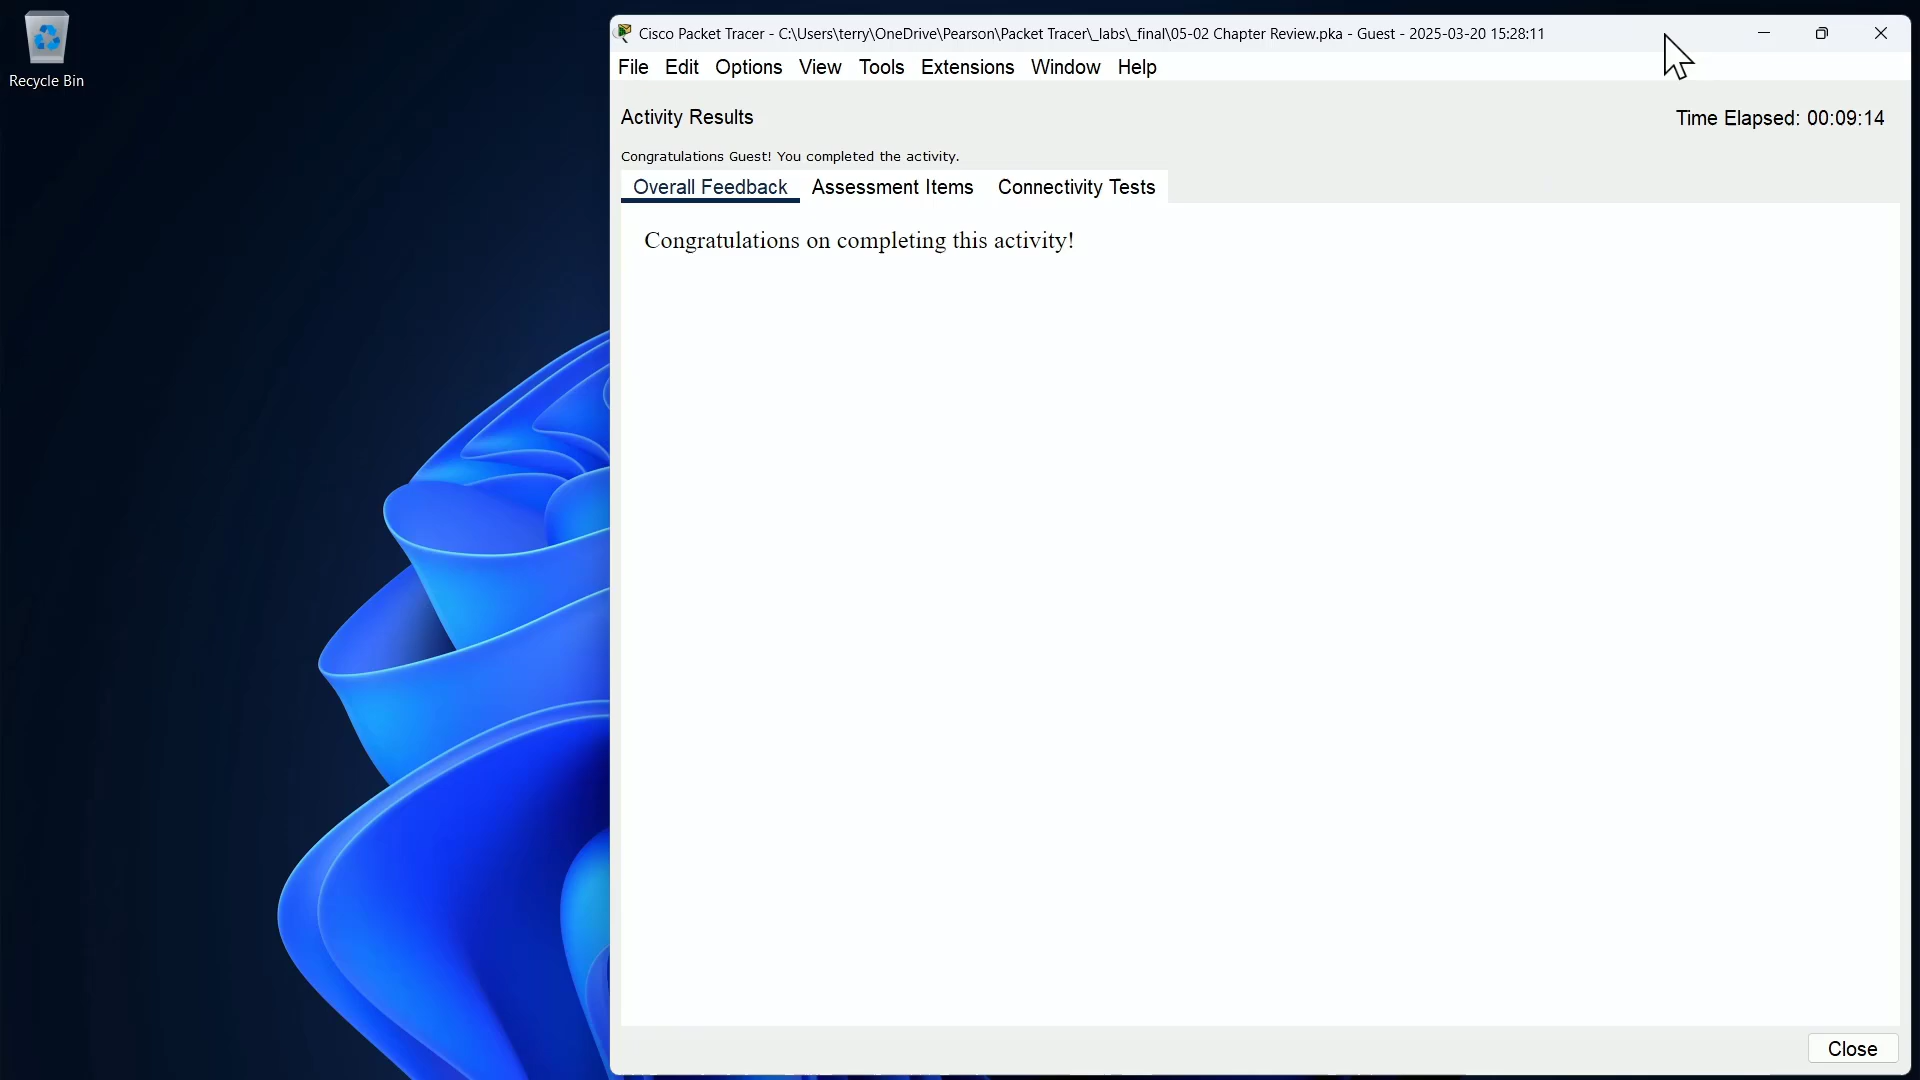 Recycle Bin
Cisco Packet Tracer - C:\Users\terry\OneDrive\Pearson\Packet Tracer\_labs\_final\05-02 Chapter Review.pka - Guest - 2025-03-20 15:28:11
File Edit Options View Tools Extensions Window Help
Activity Results
Time Elapsed: 00:09:14
Congratulations Guest! You completed the activity.
Overall Feedback Assessment Items Connectivity Tests
Congratulations on completing this activity!
Close